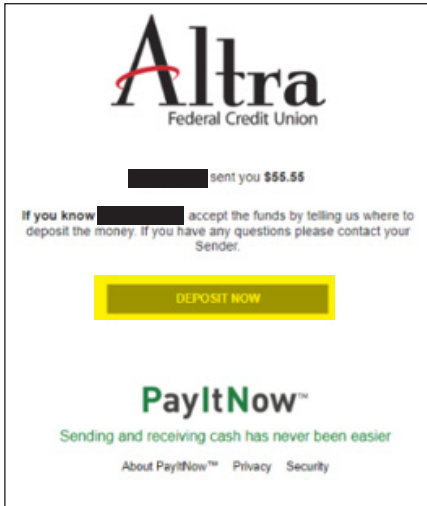 Altra
Federal Credit Union
sent you $55.55
If you know accept the funds by telling us where to
deposit the money. If you have any questions please contact your
Sender.
DEPOSIT NOW
PayItNow™
Sending and receiving cash has never been easier
About PayItNow™ Privacy Security